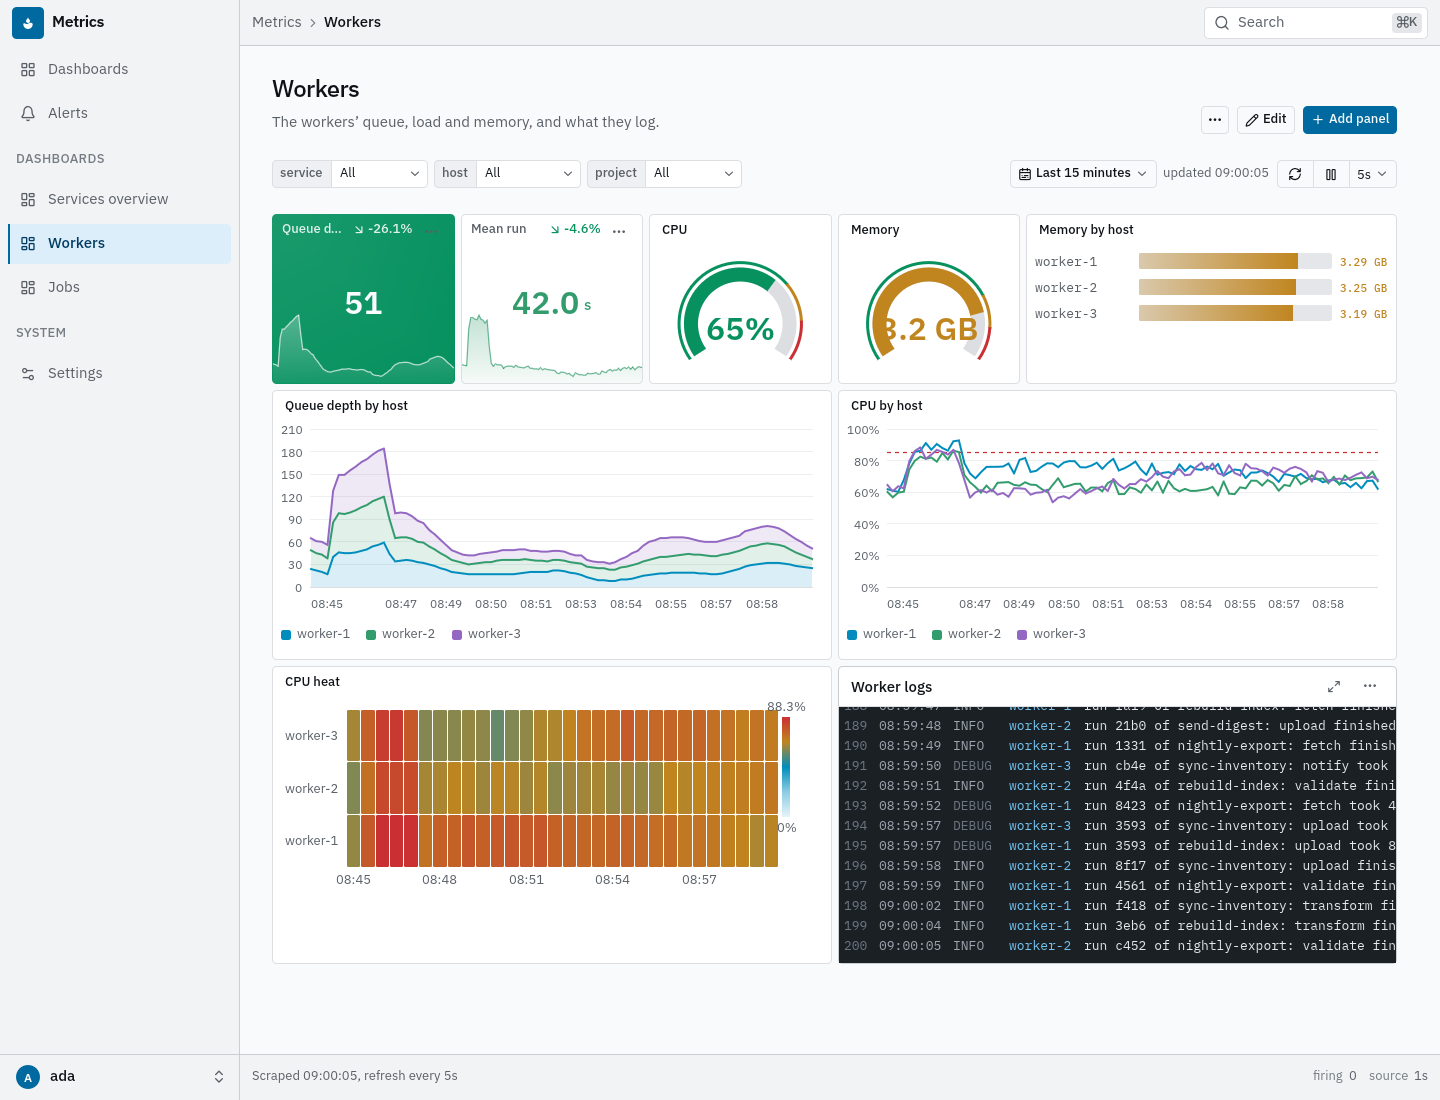 Metrics
Metrics > Workers
Search
⌘K
Dashboards
Alerts
DASHBOARDS
Services overview
Workers
Jobs
SYSTEM
Settings
Workers
The workers’ queue, load and memory, and what they log.
Edit
Add panel
service All
host All
project All
Last 15 minutes
updated 09:00:05
5s
Queue d... -26.1%
51
Mean run -4.6%
42.0 s
CPU
65%
Memory
3.2 GB
Memory by host
worker-1 3.29 GB
worker-2 3.25 GB
worker-3 3.19 GB
Queue depth by host
210
180
150
120
90
60
30
0
08:45 08:47 08:49 08:50 08:51 08:53 08:54 08:55 08:57 08:58
worker-1 worker-2 worker-3
CPU by host
100%
80%
60%
40%
20%
0%
08:45 08:47 08:49 08:50 08:51 08:53 08:54 08:55 08:57 08:58
worker-1 worker-2 worker-3
CPU heat
88.3%
worker-3
worker-2
worker-1
0%
08:45 08:48 08:51 08:54 08:57
Worker logs
189 08:59:48 INFO worker-2 run 21b0 of send-digest: upload finished
190 08:59:49 INFO worker-1 run 1331 of nightly-export: fetch finish
191 08:59:50 DEBUG worker-3 run cb4e of sync-inventory: notify took
192 08:59:51 INFO worker-2 run 4f4a of rebuild-index: validate fini
193 08:59:52 DEBUG worker-1 run 8423 of nightly-export: fetch took 4
194 08:59:57 DEBUG worker-3 run 3593 of sync-inventory: upload took
195 08:59:57 DEBUG worker-1 run 3593 of rebuild-index: upload took 8
196 08:59:58 INFO worker-2 run 8f17 of sync-inventory: upload finis
197 08:59:59 INFO worker-1 run 4561 of nightly-export: validate fin
198 09:00:02 INFO worker-1 run f418 of sync-inventory: transform fi
199 09:00:04 INFO worker-1 run 3eb6 of rebuild-index: transform fin
200 09:00:05 INFO worker-2 run c452 of nightly-export: validate fin
A ada
Scraped 09:00:05, refresh every 5s
firing 0 source 1s